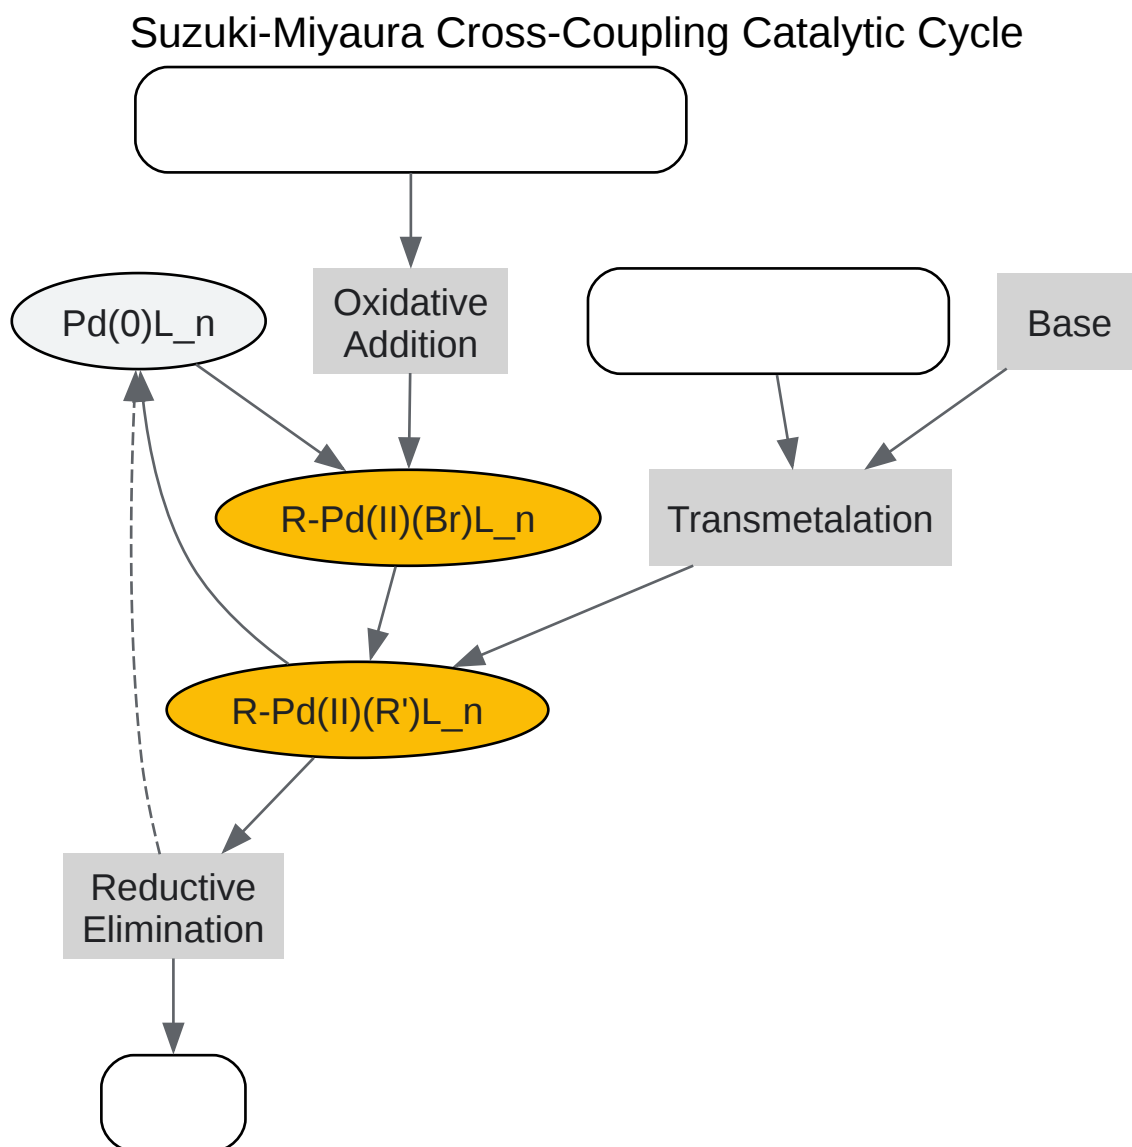 Suzuki-Miyaura Cross-Coupling Catalytic Cycle
Pd(0)L_n
Oxidative
Addition
Base
R-Pd(II)(Br)L_n
Transmetalation
R-Pd(II)(R')L_n
Reductive
Elimination